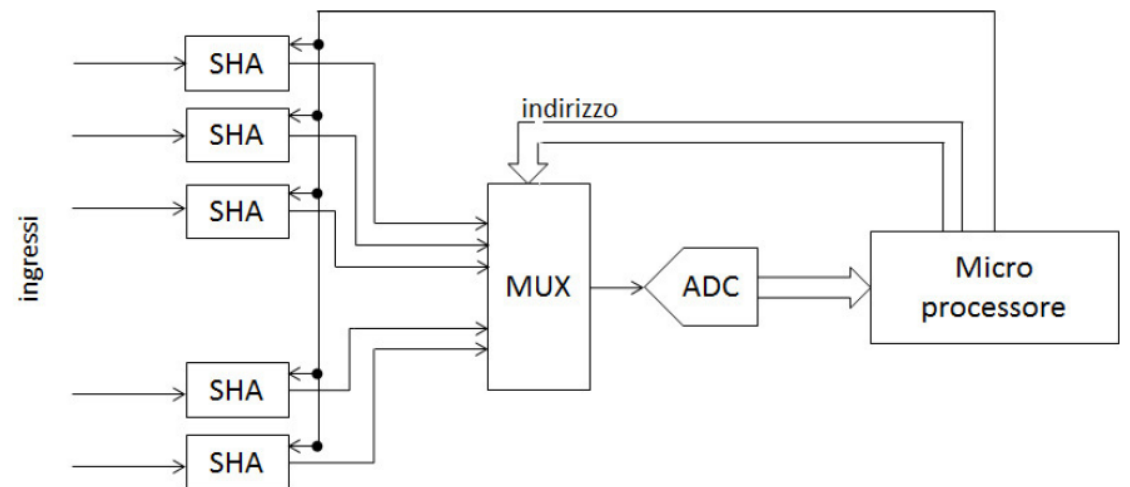 SHA
SHA
SHA
SHA
SHA
ingressi
indirizzo
MUX
ADC
Micro
processore